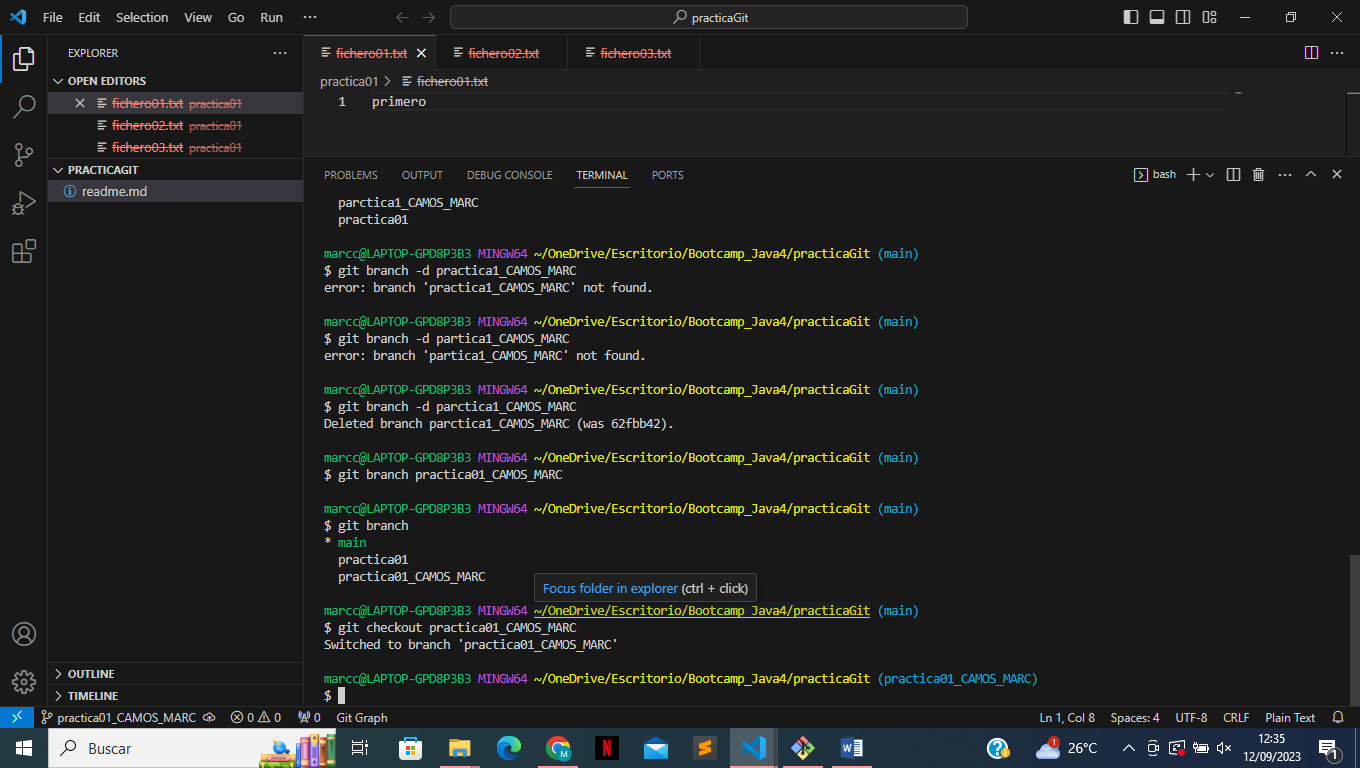 File Edit Selection View Go Run ···
practicaGit
EXPLORER
OPEN EDITORS
fichero01.txt practica01
fichero02.txt practica01
fichero03.txt practica01
PRACTICAGIT
readme.md
OUTLINE
TIMELINE
fichero01.txt fichero02.txt fichero03.txt
practica01 > fichero01.txt
1 primero
PROBLEMS OUTPUT DEBUG CONSOLE TERMINAL PORTS
bash
parctica1_CAMOS_MARC
practica01
marcc@LAPTOP-GPD8P3B3 MINGW64 ~/OneDrive/Escritorio/Bootcamp_Java4/practicaGit (main)
$ git branch -d practica1_CAMOS_MARC
error: branch 'practica1_CAMOS_MARC' not found.
marcc@LAPTOP-GPD8P3B3 MINGW64 ~/OneDrive/Escritorio/Bootcamp_Java4/practicaGit (main)
$ git branch -d partica1_CAMOS_MARC
error: branch 'partica1_CAMOS_MARC' not found.
marcc@LAPTOP-GPD8P3B3 MINGW64 ~/OneDrive/Escritorio/Bootcamp_Java4/practicaGit (main)
$ git branch -d parctica1_CAMOS_MARC
Deleted branch parctica1_CAMOS_MARC (was 62fbb42).
marcc@LAPTOP-GPD8P3B3 MINGW64 ~/OneDrive/Escritorio/Bootcamp_Java4/practicaGit (main)
$ git branch practica01_CAMOS_MARC
marcc@LAPTOP-GPD8P3B3 MINGW64 ~/OneDrive/Escritorio/Bootcamp_Java4/practicaGit (main)
$ git branch
* main
practica01
practica01_CAMOS_MARC
Focus folder in explorer (ctrl + click)
marcc@LAPTOP-GPD8P3B3 MINGW64 ~/OneDrive/Escritorio/Bootcamp_Java4/practicaGit (main)
$ git checkout practica01_CAMOS_MARC
Switched to branch 'practica01_CAMOS_MARC'
marcc@LAPTOP-GPD8P3B3 MINGW64 ~/OneDrive/Escritorio/Bootcamp_Java4/practicaGit (practica01_CAMOS_MARC)
$
practica01_CAMOS_MARC 0 0 0 Git Graph Ln 1, Col 8 Spaces: 4 UTF-8 CRLF Plain Text
Buscar
26°C
12:35
12/09/2023